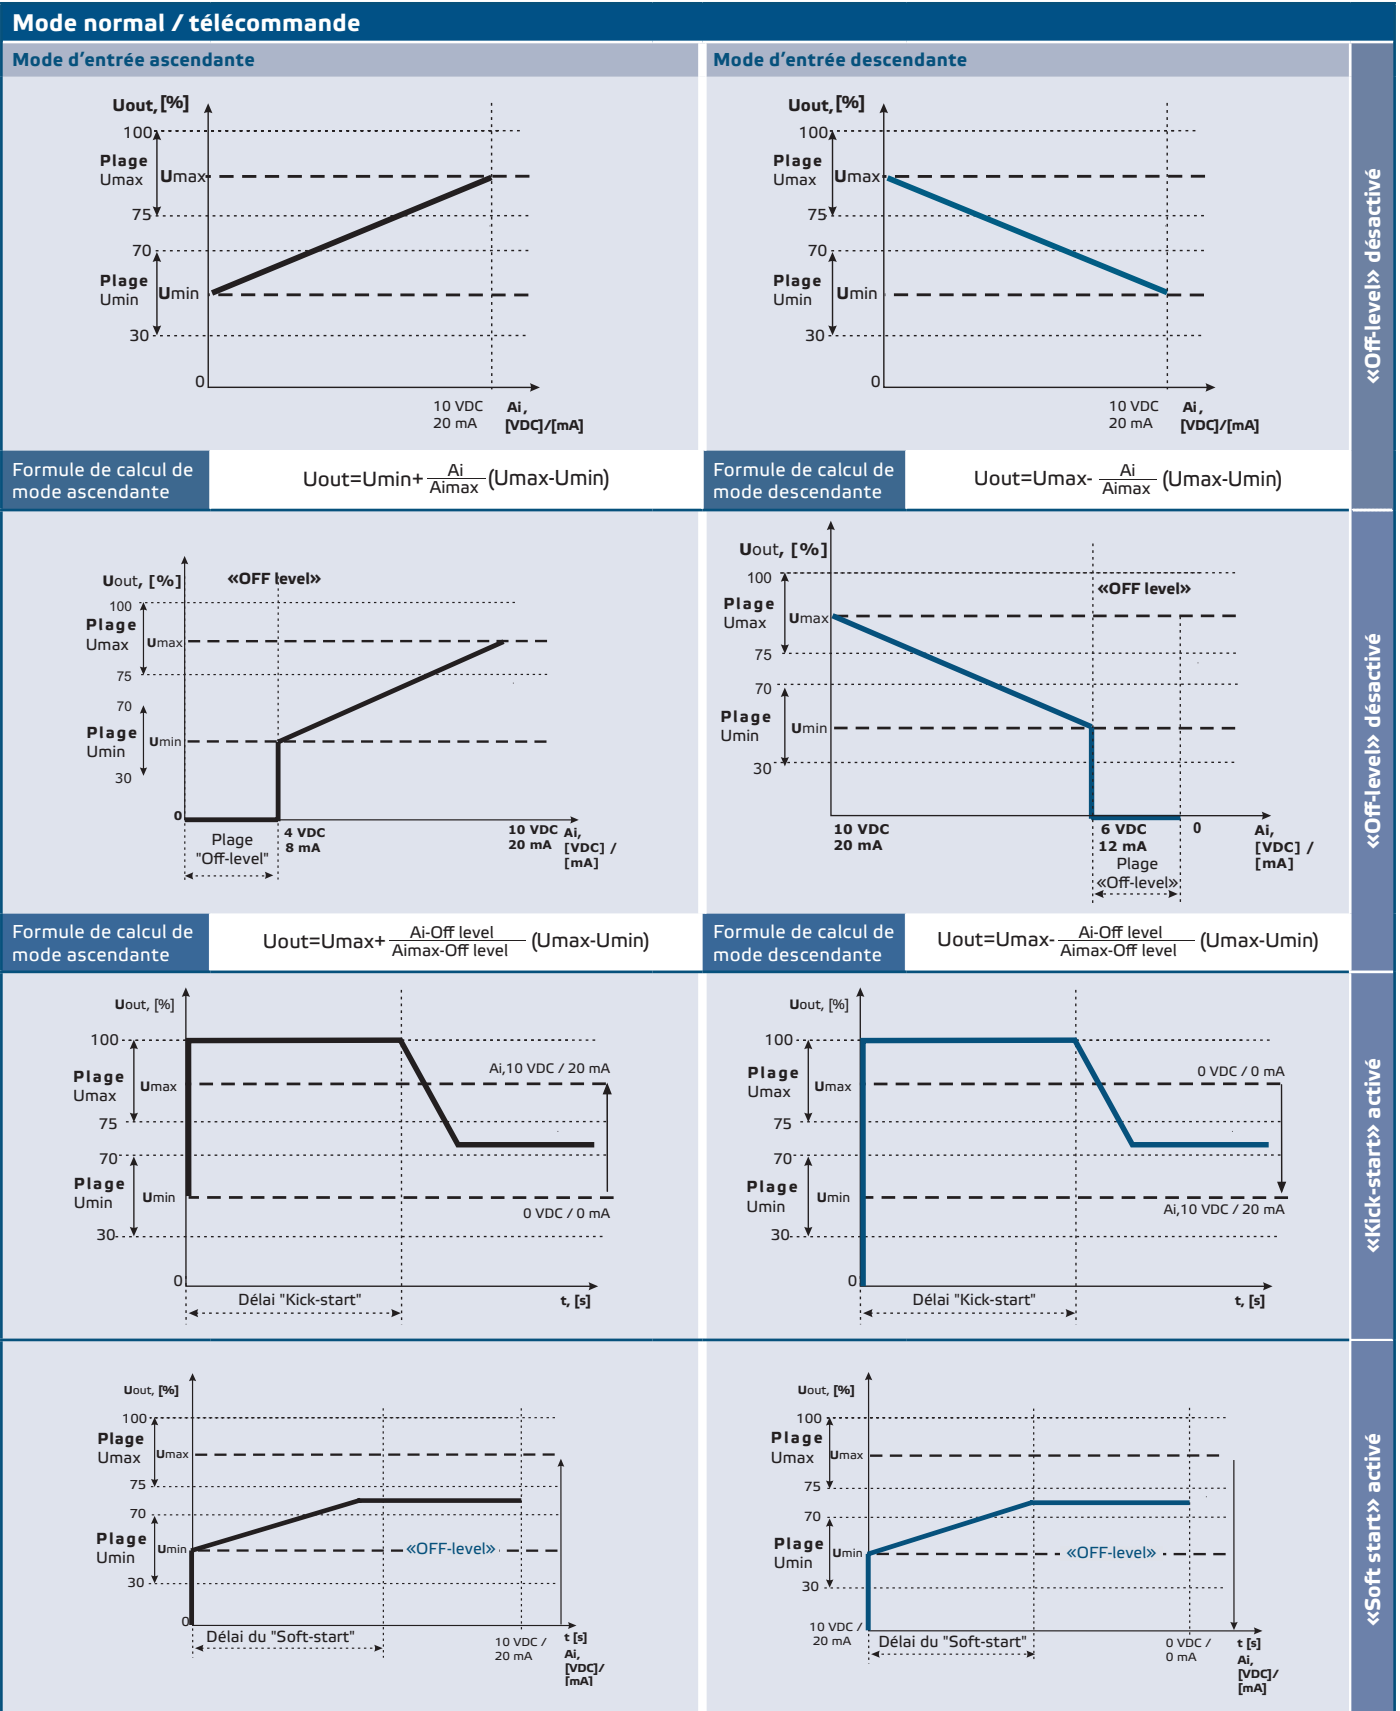 Mode normal / télécommande
Mode d'entrée ascendante
Mode d'entrée descendante
Uout, [%]
100
Plage
Umax
Umax
75
70
Plage
Umin
Umin
30
0
10 VDC
20 mA
Ai,
[VDC]/[mA]
Uout, [%]
100
Plage
Umax
Umax
75
70
Plage
Umin
Umin
30
0
10 VDC
20 mA
Ai,
[VDC]/[mA]
«Off-level» désactivé
Formule de calcul de
mode ascendante
Uout=Umin+ Ai/Aimax (Umax-Umin)
Formule de calcul de
mode descendante
Uout=Umax- Ai/Aimax (Umax-Umin)
Uout, [%]
«OFF level»
100
Plage
Umax
Umax
75
70
Plage
Umin
Umin
30
0
Plage
"Off-level"
4 VDC
8 mA
10 VDC
20 mA
Ai,
[VDC] /
[mA]
Uout, [%]
100
«OFF level»
Plage
Umax
Umax
75
70
Plage
Umin
Umin
30
10 VDC
20 mA
6 VDC
12 mA
0
Plage
«Off-level»
Ai,
[VDC] /
[mA]
«Off-level» désactivé
Formule de calcul de
mode ascendante
Uout=Umax+ Ai-Off level/Aimax-Off level (Umax-Umin)
Formule de calcul de
mode descendante
Uout=Umax- Ai-Off level/Aimax-Off level (Umax-Umin)
Uout, [%]
100
Ai,10 VDC / 20 mA
Plage
Umax
Umax
75
70
Plage
Umin
Umin
0 VDC / 0 mA
30
0
Délai "Kick-start"
t, [s]
Uout, [%]
100
0 VDC / 0 mA
Plage
Umax
Umax
75
70
Plage
Umin
Umin
Ai,10 VDC / 20 mA
30
0
Délai "Kick-start"
t, [s]
«Kick-start» activé
Uout, [%]
100
Plage
Umax
Umax
75
70
Plage
Umin
Umin
«OFF-level»
30
0
Délai du "Soft-start"
10 VDC /
20 mA
t [s]
Ai,
[VDC]/
[mA]
Uout, [%]
100
Plage
Umax
Umax
75
70
Plage
Umin
Umin
«OFF-level»
30
10 VDC /
20 mA
Délai du "Soft-start"
0 VDC /
0 mA
t [s]
Ai,
[VDC]/
[mA]
«Soft start» activé